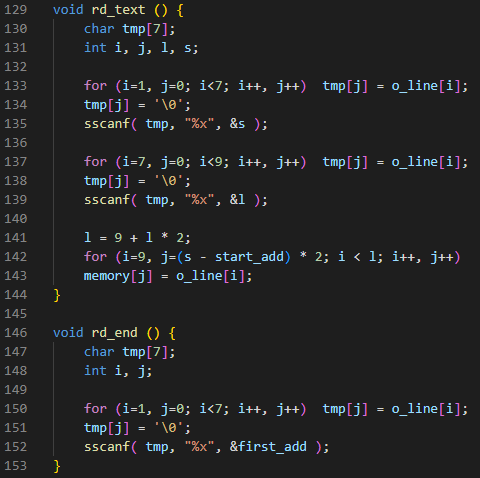 129 void rd_text () {
130     char tmp[7];
131     int i, j, l, s;
132
133     for (i=1, j=0; i<7; i++, j++)  tmp[j] = o_line[i];
134     tmp[j] = '\0';
135     sscanf( tmp, "%x", &s );
136
137     for (i=7, j=0; i<9; i++, j++)  tmp[j] = o_line[i];
138     tmp[j] = '\0';
139     sscanf( tmp, "%x", &l );
140
141     l = 9 + l * 2;
142     for (i=9, j=(s - start_add) * 2; i < l; i++, j++)
143     memory[j] = o_line[i];
144 }
145
146 void rd_end () {
147     char tmp[7];
148     int i, j;
149
150     for (i=1, j=0; i<7; i++, j++)  tmp[j] = o_line[i];
151     tmp[j] = '\0';
152     sscanf( tmp, "%x", &first_add );
153 }